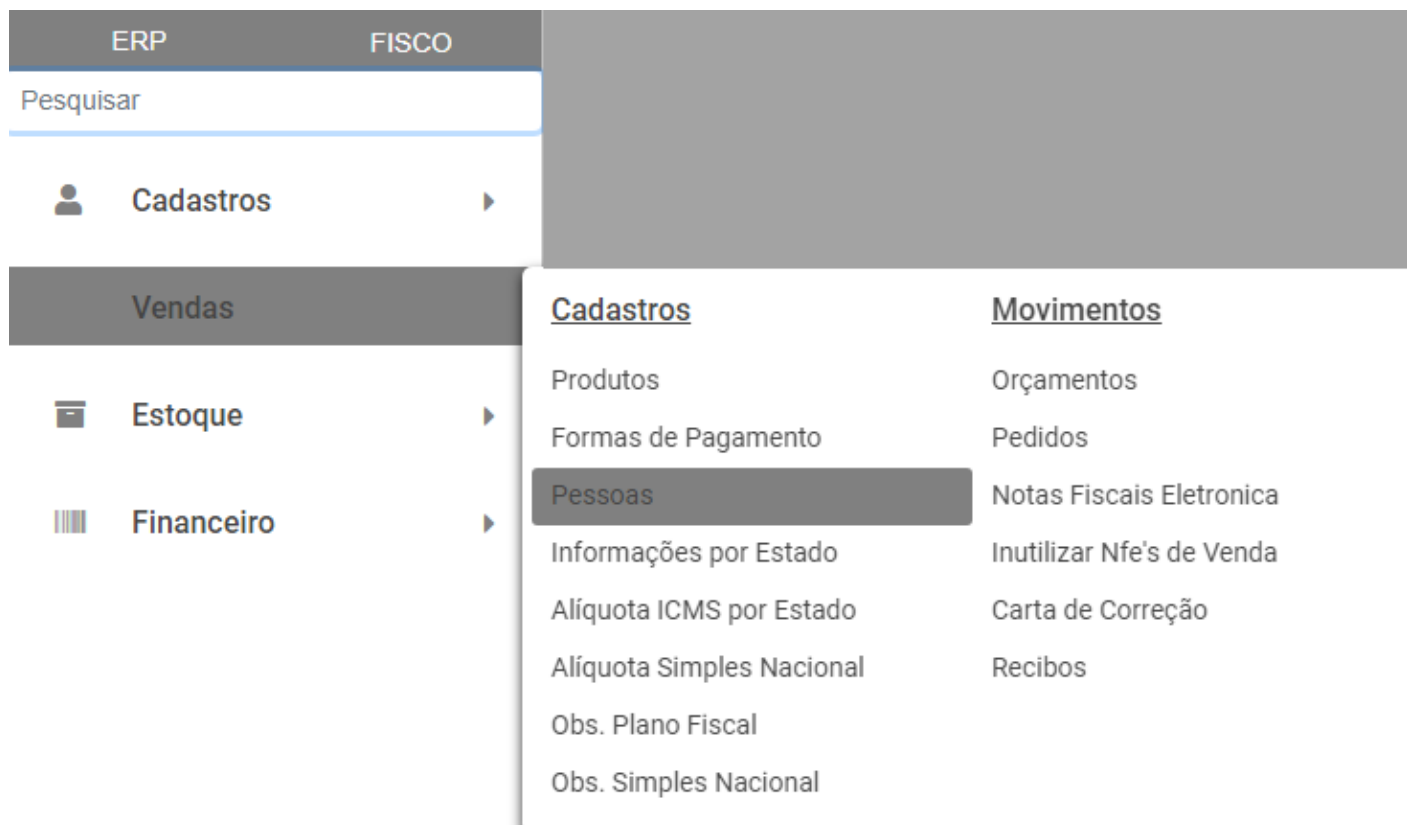 ERP FISCO
Pesquisar
Cadastros
Vendas
Estoque
Financeiro
Cadastros
Produtos
Formas de Pagamento
Pessoas
Informações por Estado
Alíquota ICMS por Estado
Alíquota Simples Nacional
Obs. Plano Fiscal
Obs. Simples Nacional
Movimentos
Orçamentos
Pedidos
Notas Fiscais Eletronica
Inutilizar Nfe's de Venda
Carta de Correção
Recibos